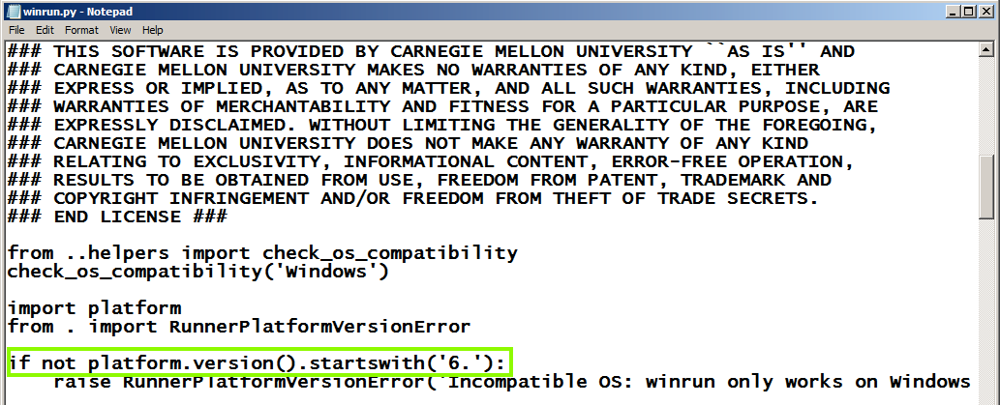 winrun.py - Notepad
File Edit Format View Help
### THIS SOFTWARE IS PROVIDED BY CARNEGIE MELLON UNIVERSITY ``AS IS'' AND
### CARNEGIE MELLON UNIVERSITY MAKES NO WARRANTIES OF ANY KIND, EITHER
### EXPRESS OR IMPLIED, AS TO ANY MATTER, AND ALL SUCH WARRANTIES, INCLUDING
### WARRANTIES OF MERCHANTABILITY AND FITNESS FOR A PARTICULAR PURPOSE, ARE
### EXPRESSLY DISCLAIMED. WITHOUT LIMITING THE GENERALITY OF THE FOREGOING,
### CARNEGIE MELLON UNIVERSITY DOES NOT MAKE ANY WARRANTY OF ANY KIND
### RELATING TO EXCLUSIVITY, INFORMATIONAL CONTENT, ERROR-FREE OPERATION,
### RESULTS TO BE OBTAINED FROM USE, FREEDOM FROM PATENT, TRADEMARK AND
### COPYRIGHT INFRINGEMENT AND/OR FREEDOM FROM THEFT OF TRADE SECRETS.
### END LICENSE ###
from ..helpers import check_os_compatibility
check_os_compatibility('Windows')
import platform
from . import RunnerPlatformVersionError
if not platform.version().startswith('6.'):
    raise RunnerPlatformVersionError('Incompatible OS: winrun only works on Windows